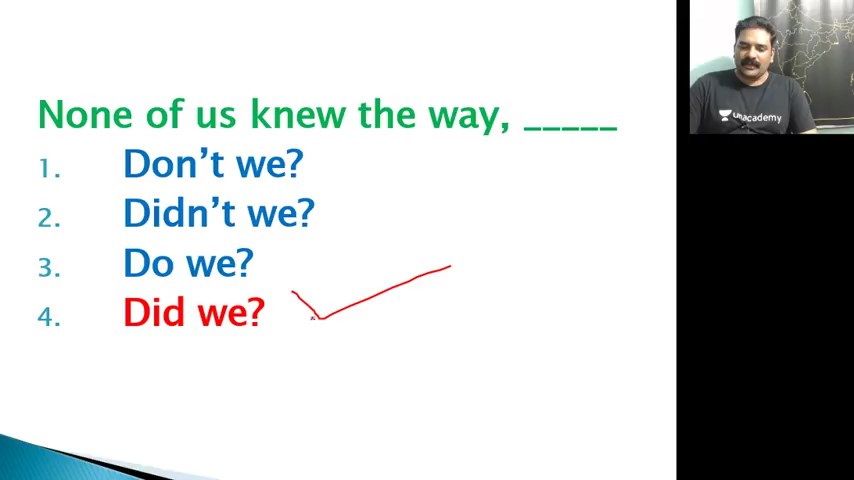 None of us knew the way, _____
1. Don't we?
2. Didn't we?
3. Do we?
4. Did we?
unacademy